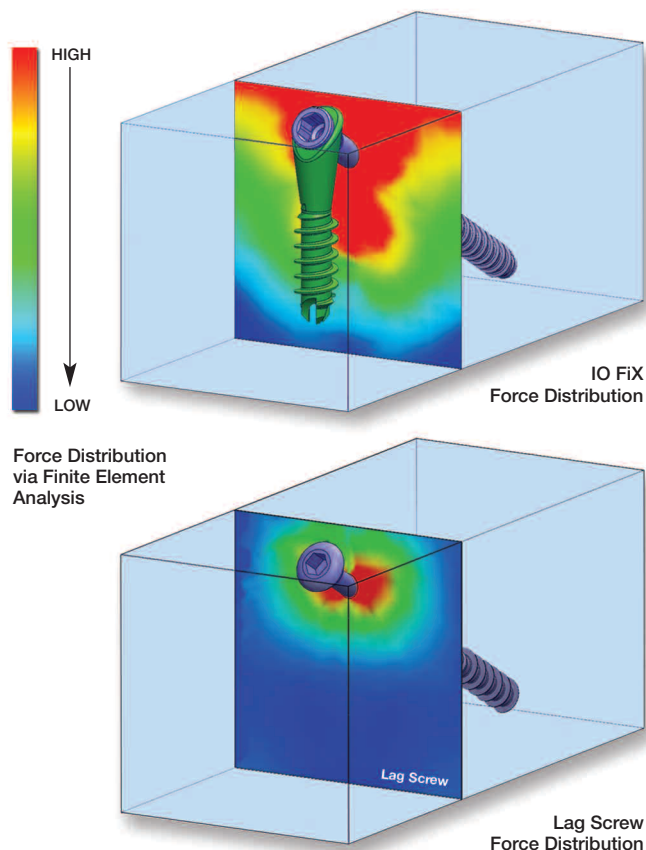 HIGH
LOW
Force Distribution
via Finite Element
Analysis
IO FiX
Force Distribution
Lag Screw
Lag Screw
Force Distribution